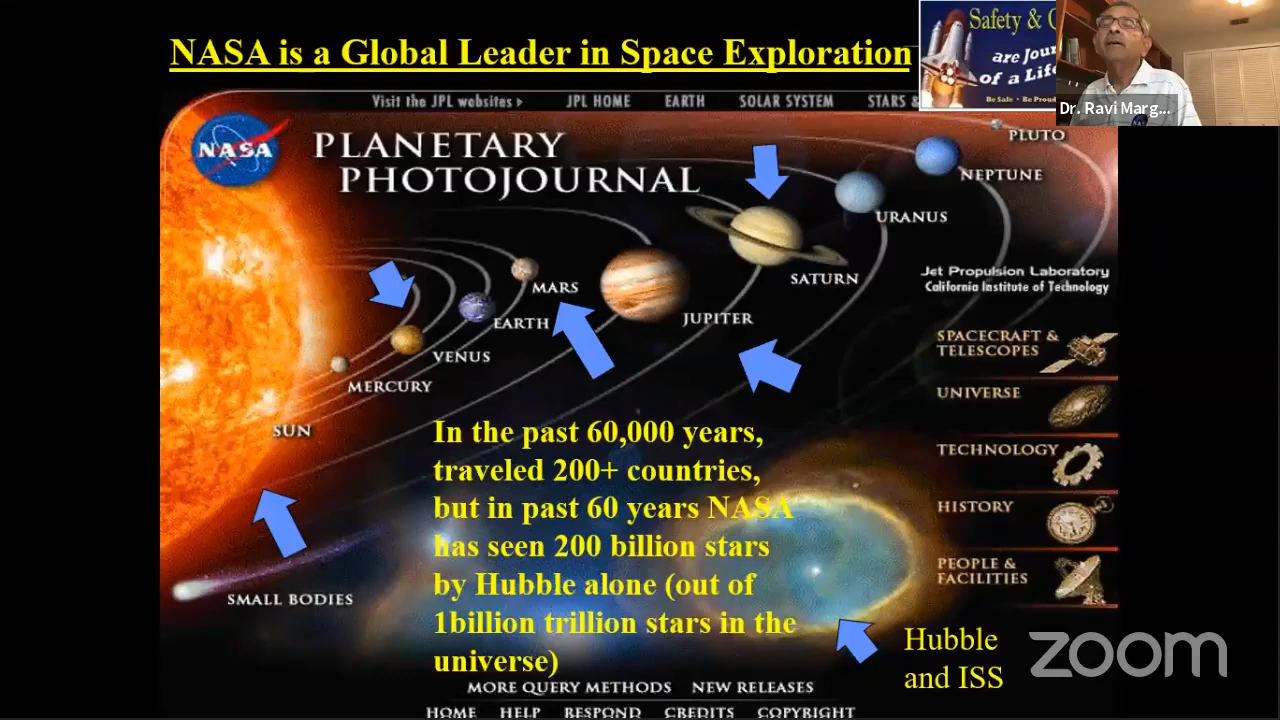 NASA is a Global Leader in Space Exploration
Safety &
are Jour
of a Life
Be Safe • Be Proud
Dr. Ravi Marg...
Visit the JPL websites
JPL HOME
EARTH
SOLAR SYSTEM
STARS &
NASA
PLANETARY
PHOTOJOURNAL
PLUTO
NEPTUNE
URANUS
SATURN
JUPITER
MARS
EARTH
VENUS
MERCURY
SUN
SMALL BODIES
Jet Propulsion Laboratory
California Institute of Technology
SPACECRAFT &
TELESCOPES
UNIVERSE
TECHNOLOGY
HISTORY
PEOPLE &
FACILITIES
In the past 60,000 years,
traveled 200+ countries,
but in past 60 years NASA
has seen 200 billion stars
by Hubble alone (out of
1billion trillion stars in the
universe)
Hubble
and ISS
zoom
MORE QUERY METHODS
NEW RELEASES
HOME
HELP
RESPOND
CREDITS
COPYRIGHT